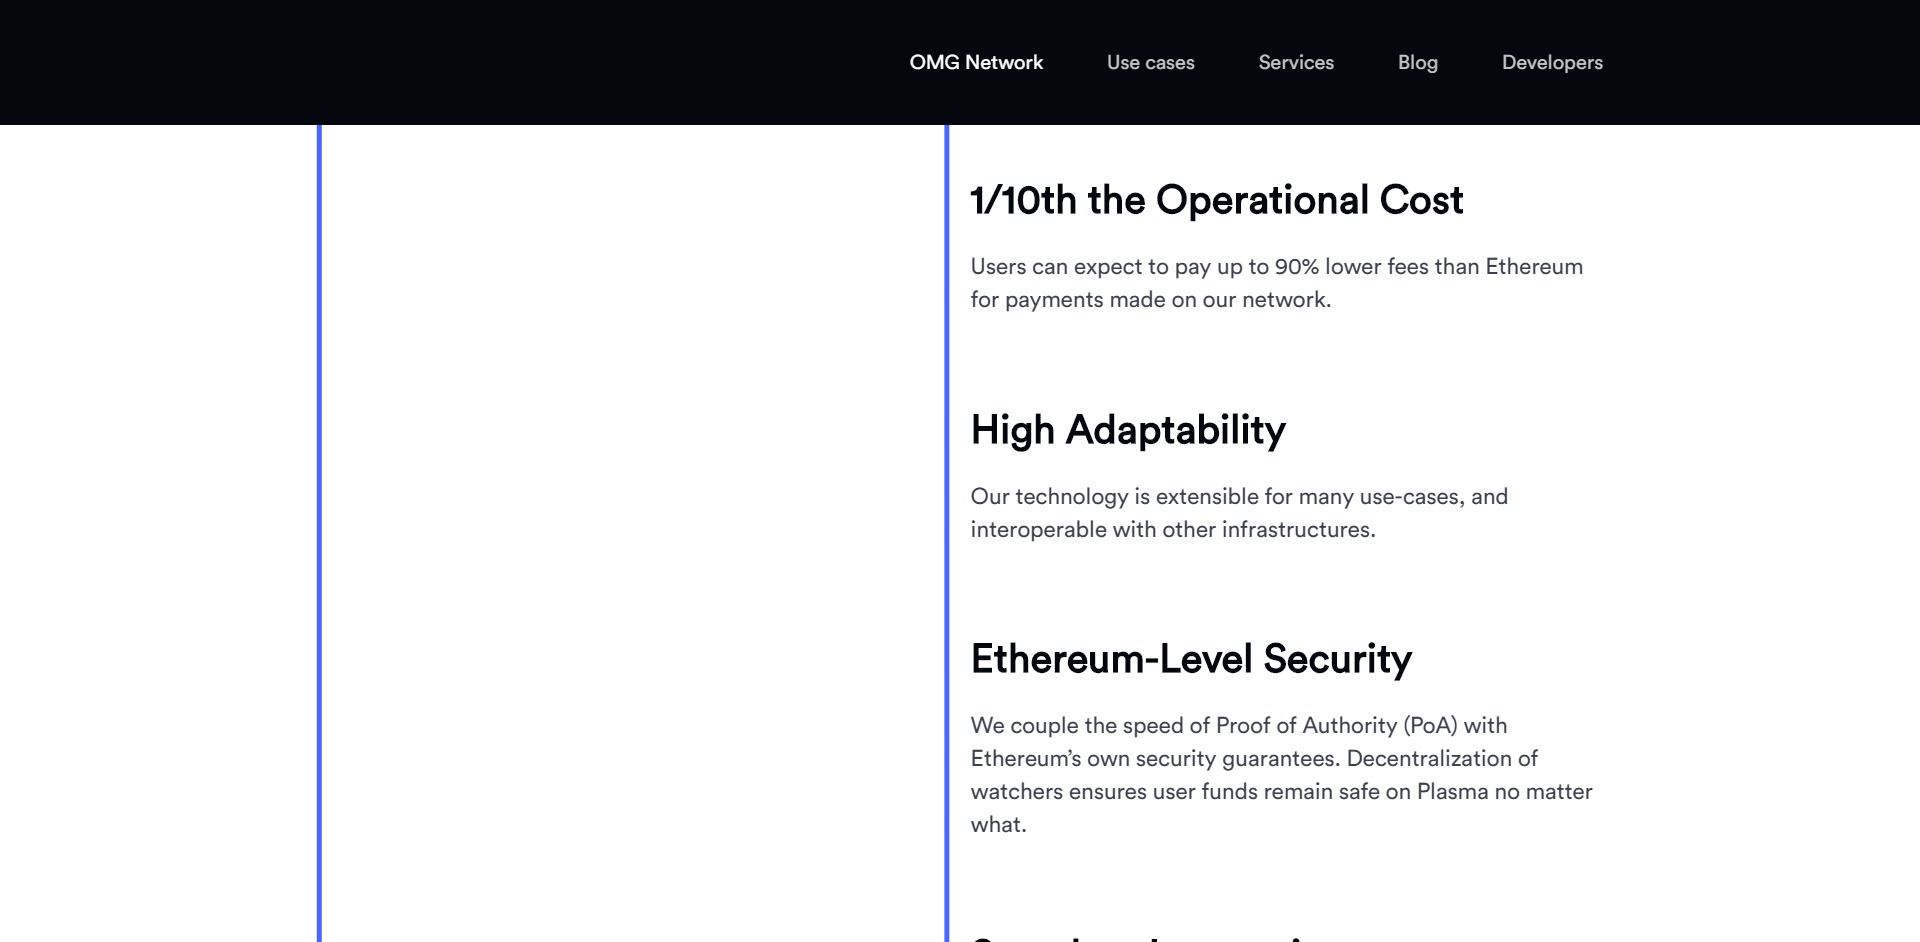 OMG Network
Use cases
Services
Blog
Developers
1/10th the Operational Cost
Users can expect to pay up to 90% lower fees than Ethereum
for payments made on our network.
High Adaptability
Our technology is extensible for many use-cases, and
interoperable with other infrastructures.
Ethereum-Level Security
We couple the speed of Proof of Authority (PoA) with
Ethereum’s own security guarantees. Decentralization of
watchers ensures user funds remain safe on Plasma no matter
what.